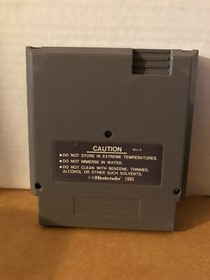 CAUTION
•DO NOT STORE IN EXTREME TEMPERATURES.
•DO NOT IMMERSE IN WATER.
•DO NOT CLEAN WITH BENZENE, THINNER,
ALCOHOL OR OTHER SUCH SOLVENTS.
©Nintendo 1985